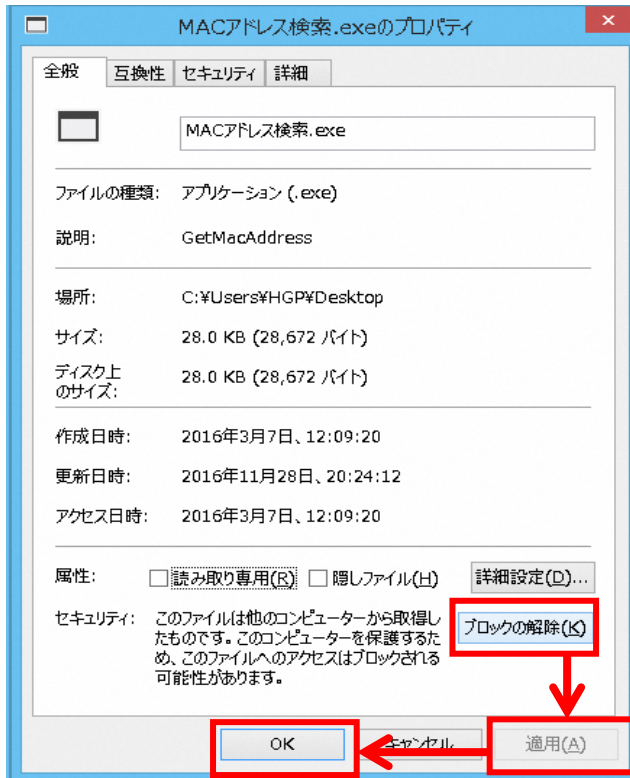 MACアドレス検索.exeのプロパティ
×
全般 互換性 セキュリティ 詳細
MACアドレス検索.exe
ファイルの種類: アプリケーション (.exe)
説明: GetMacAddress
場所: C:¥Users¥HGP¥Desktop
サイズ: 28.0 KB (28,672 バイト)
ディスク上
のサイズ: 28.0 KB (28,672 バイト)
作成日時: 2016年3月7日、12:09:20
更新日時: 2016年11月28日、20:24:12
アクセス日時: 2016年3月7日、12:09:20
属性: 読み取り専用(R) 隠しファイル(H) 詳細設定(D)...
セキュリティ: このファイルは他のコンピューターから取得し
たものです。このコンピューターを保護するた
め、このファイルへのアクセスはブロックされる
可能性があります。
ブロックの解除(K)
OK キャンセル 適用(A)